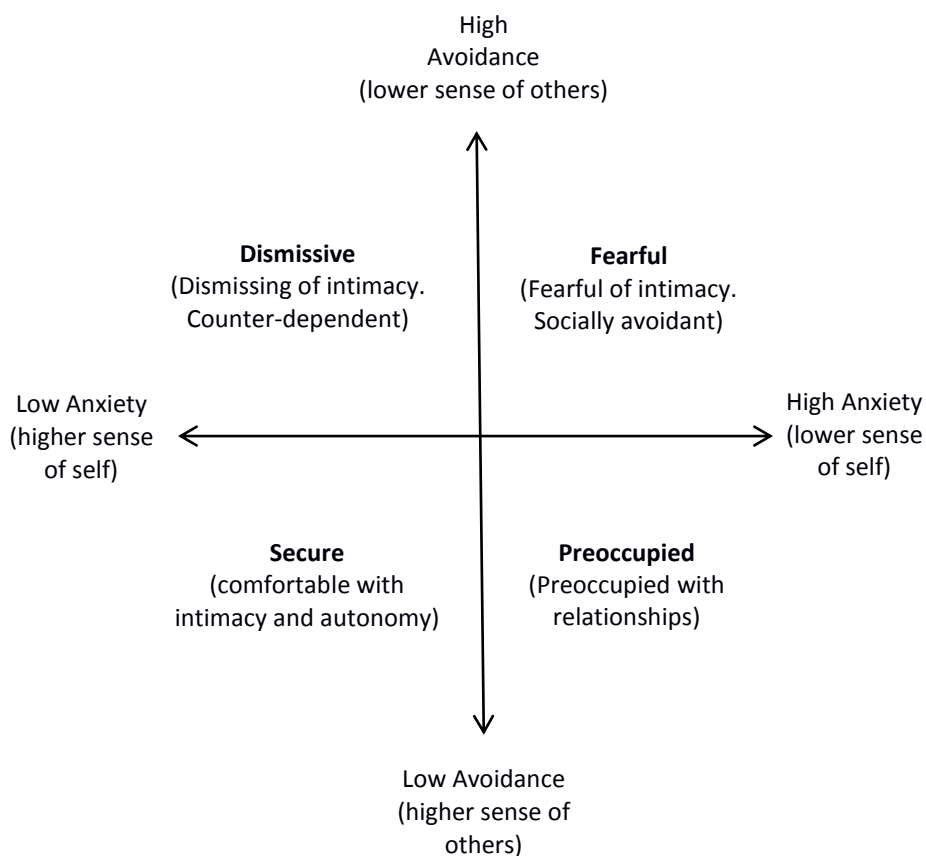 High
Avoidance
(lower sense of others)
Dismissive
(Dismissing of intimacy.
Counter-dependent)
Fearful
(Fearful of intimacy.
Socially avoidant)
Low Anxiety
(higher sense
of self)
High Anxiety
(lower sense
of self)
Secure
(comfortable with
intimacy and autonomy)
Preoccupied
(Preoccupied with
relationships)
Low Avoidance
(higher sense of
others)